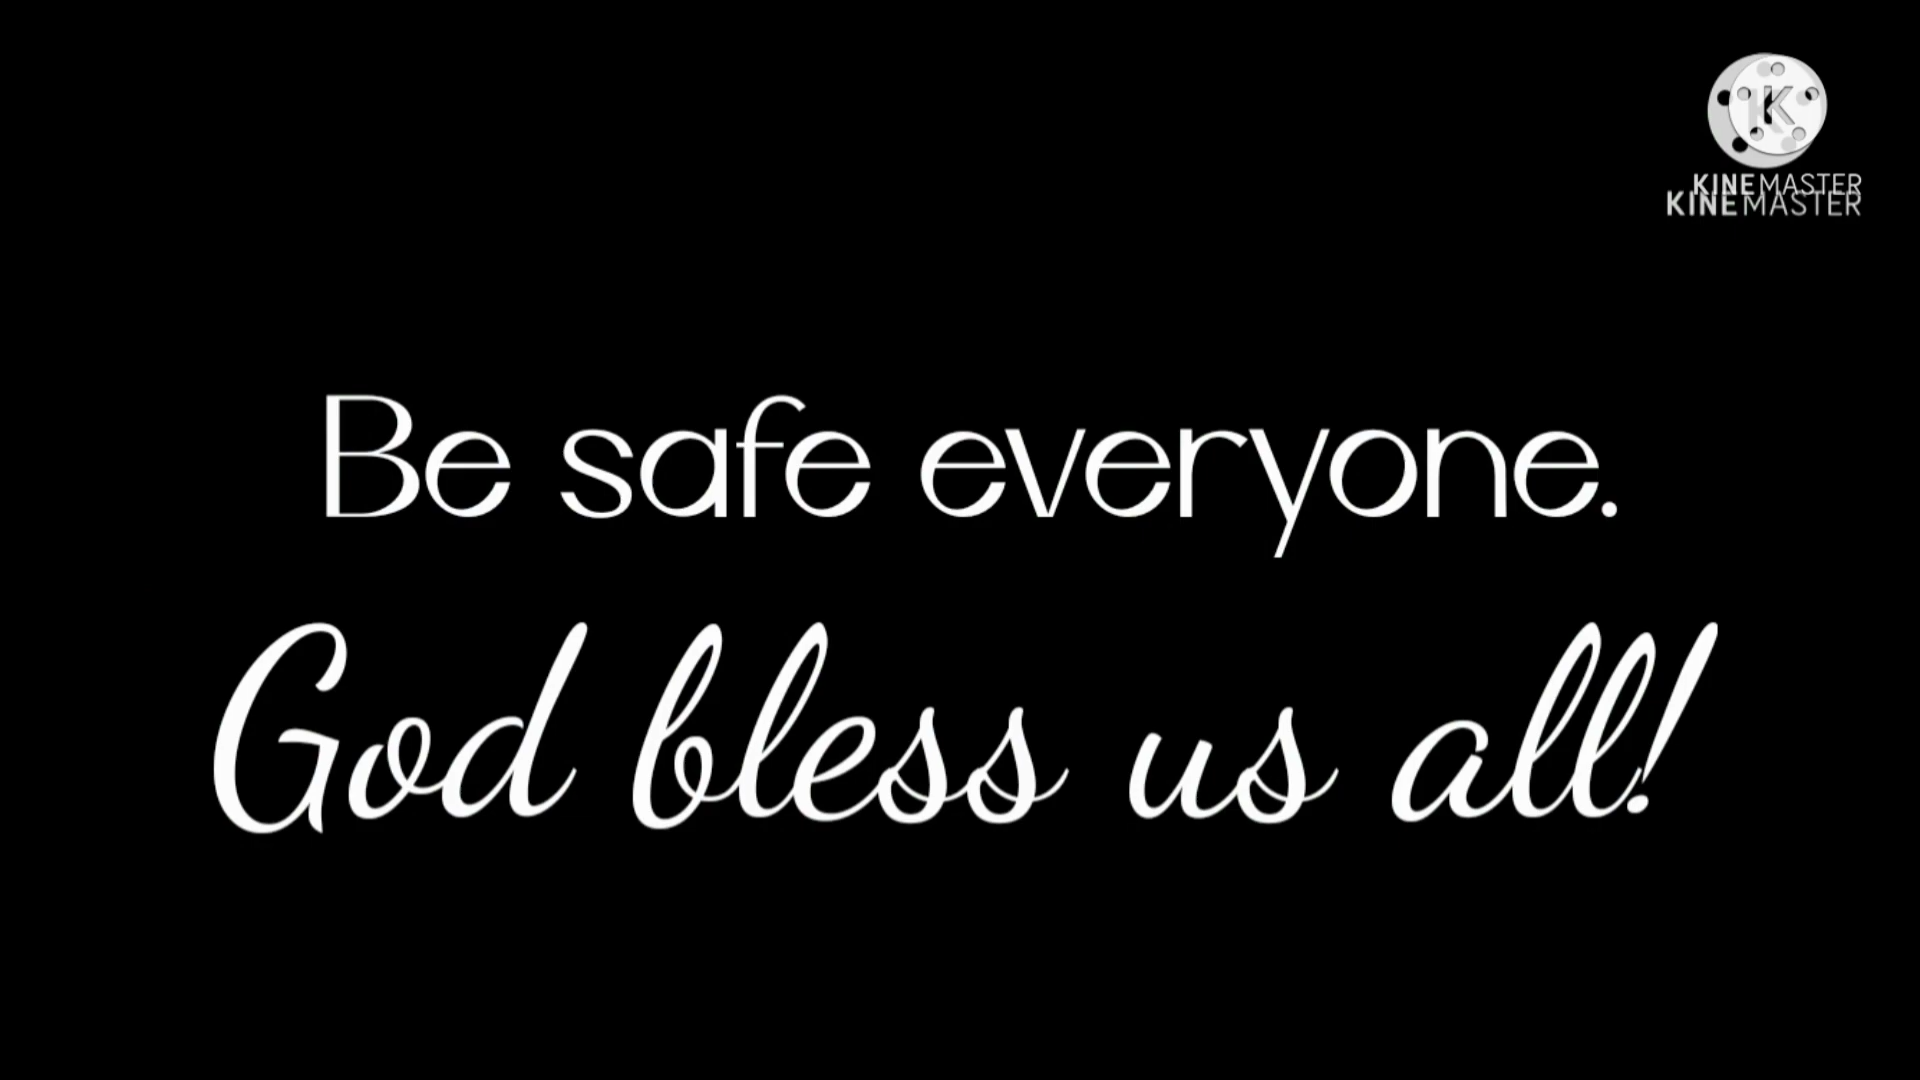 K
KINEMASTER
KINEMASTER
Be safe everyone.
God bless us all!